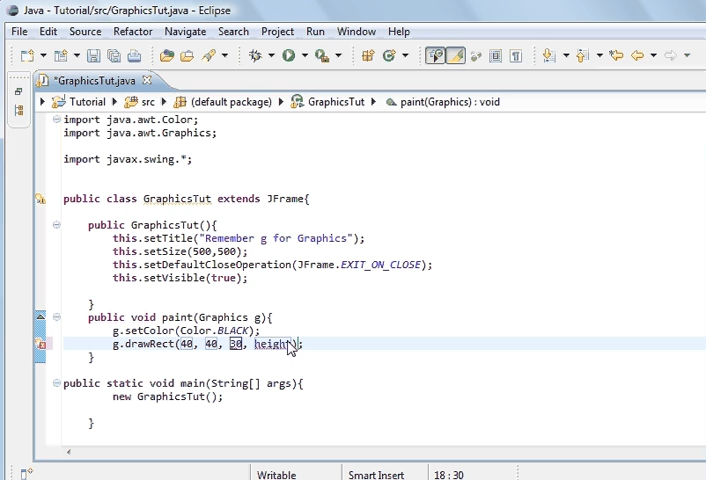 Java - Tutorial/src/GraphicsTut.java - Eclipse
File Edit Source Refactor Navigate Search Project Run Window Help
*GraphicsTut.java
Tutorial src (default package) GraphicsTut paint(Graphics) : void
import java.awt.Color;
import java.awt.Graphics;
import javax.swing.*;
public class GraphicsTut extends JFrame{
public GraphicsTut(){
this.setTitle("Remember g for Graphics");
this.setSize(500,500);
this.setDefaultCloseOperation(JFrame.EXIT_ON_CLOSE);
this.setVisible(true);
}
public void paint(Graphics g){
g.setColor(Color.BLACK);
g.drawRect(40, 40, 30, height);
}
public static void main(String[] args){
new GraphicsTut();
}
Writable Smart Insert 18 : 30